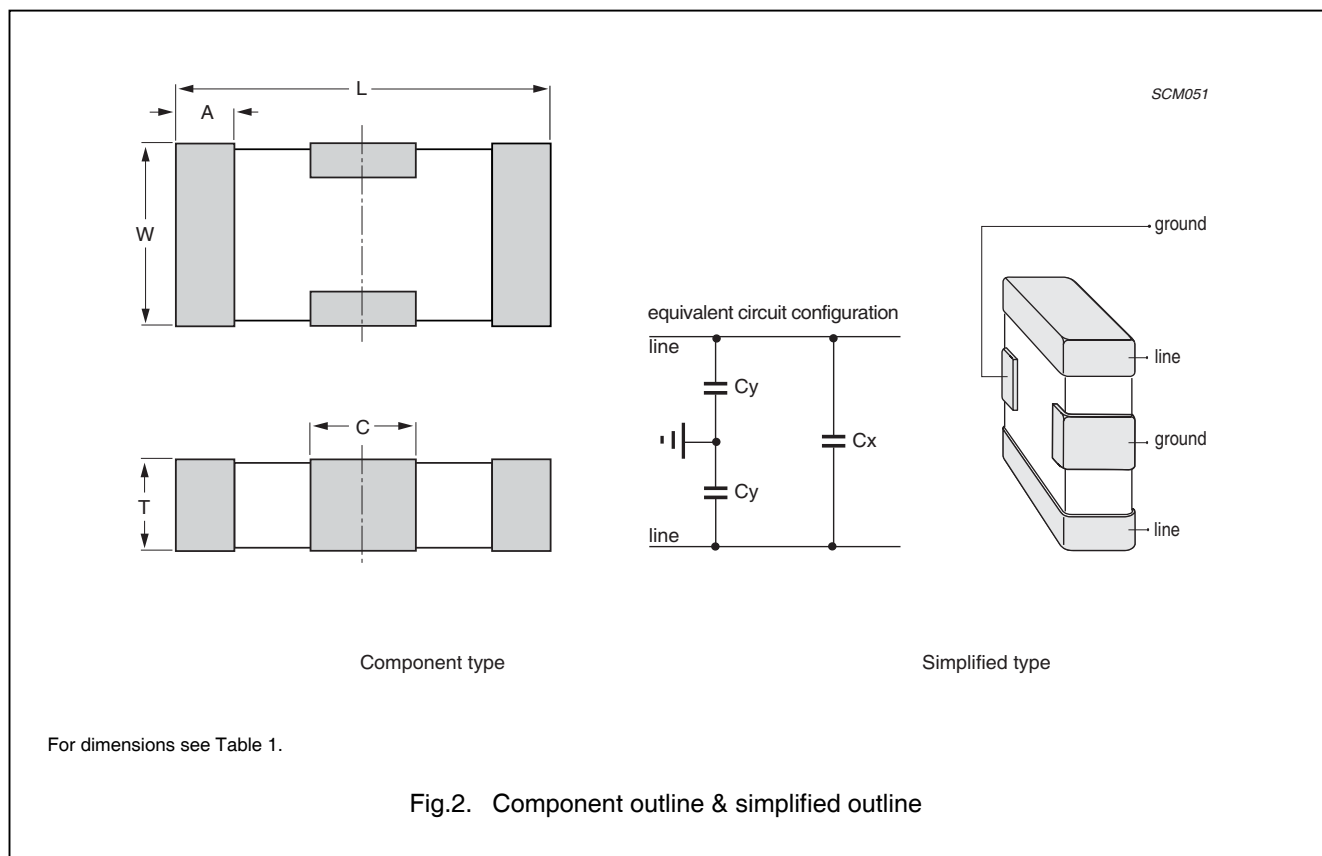 L
A
SCM051
W
ground
equivalent circuit configuration
line
line
Cy
C
Cx
ground
T
Cy
line
line
Component type
Simplified type
For dimensions see Table 1.
Fig.2. Component outline & simplified outline